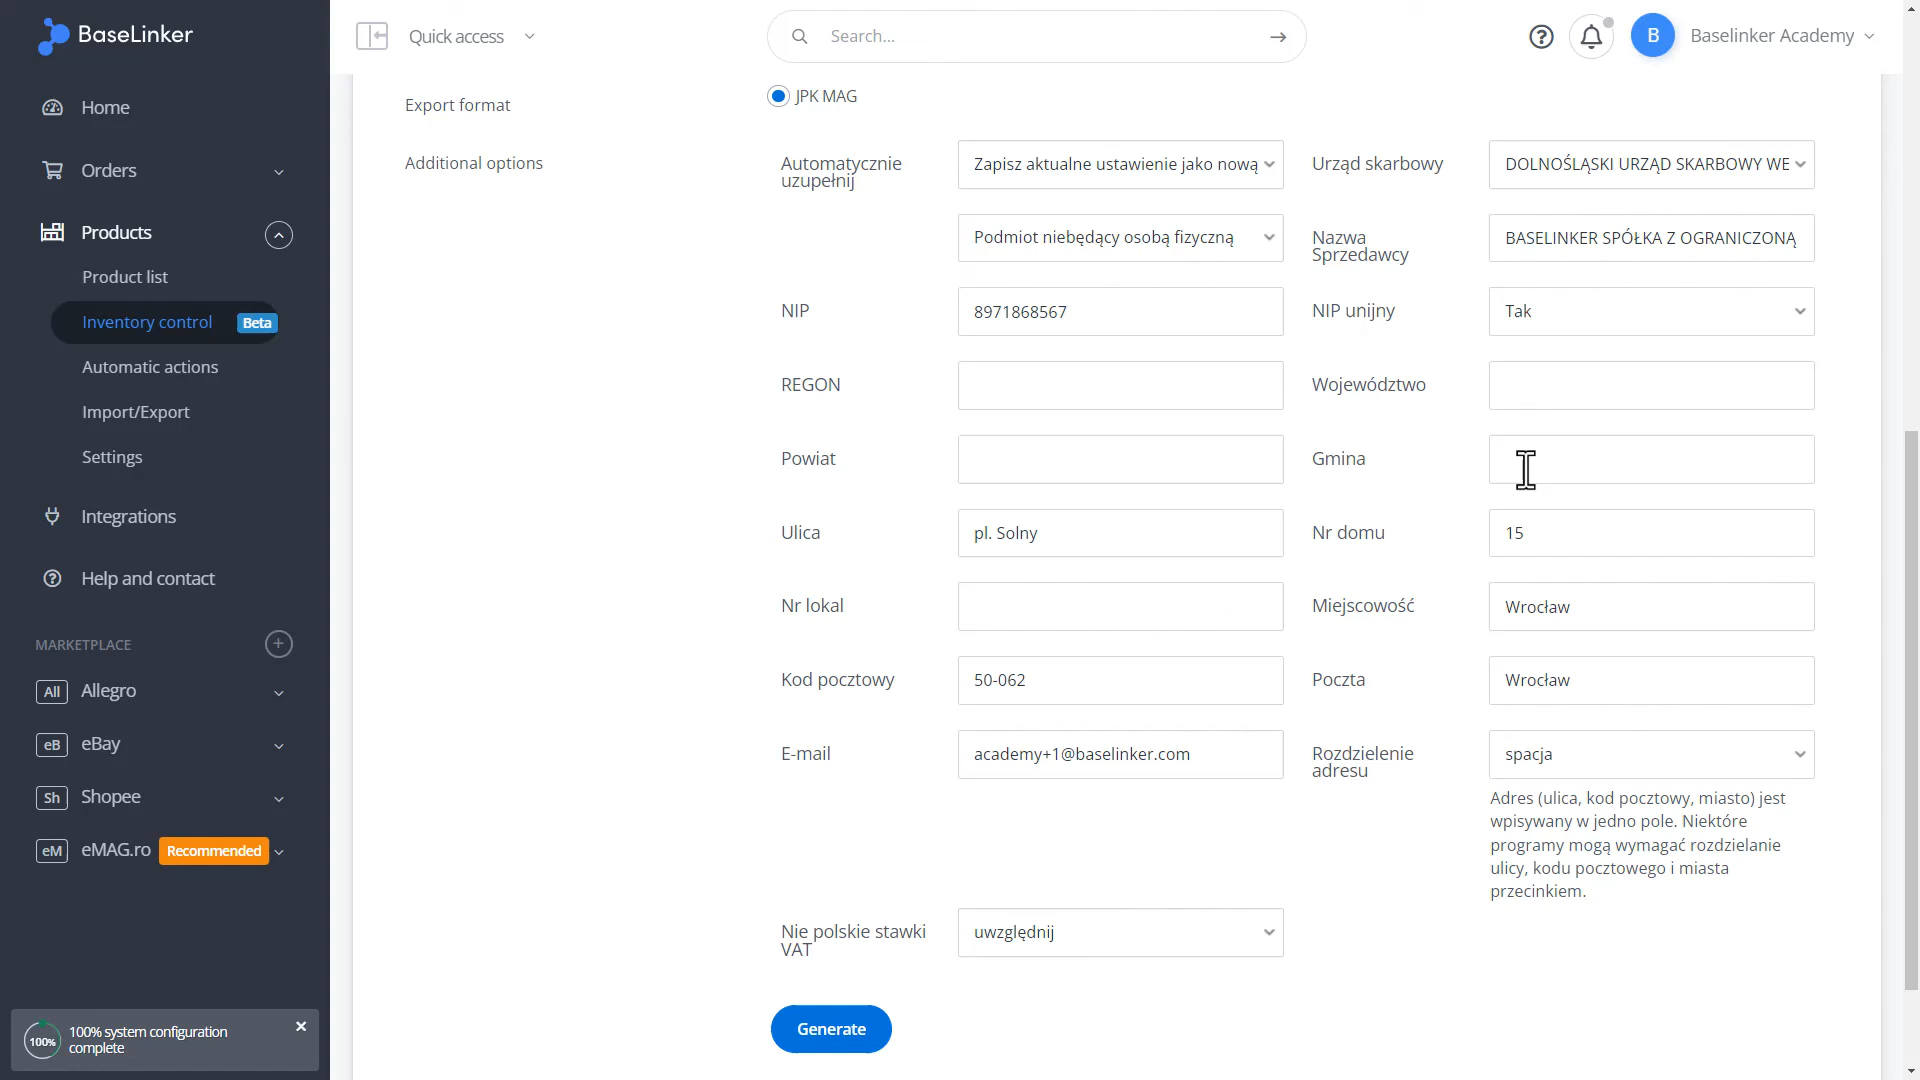 BaseLinker
Quick access
Search...
B
Baselinker Academy
Home
Orders
Products
Product list
Inventory control
Beta
Automatic actions
Import/Export
Settings
Integrations
Help and contact
MARKETPLACE
All Allegro
eB eBay
Sh Shopee
eM eMAG.ro Recommended
100% 100% system configuration
complete
Export format
JPK MAG
Additional options
Automatycznie
uzupełnij
Zapisz aktualne ustawienie jako nową
Urząd skarbowy
DOLNOŚLĄSKI URZĄD SKARBOWY WE
Podmiot niebędący osobą fizyczną
Nazwa
Sprzedawcy
BASELINKER SPÓŁKA Z OGRANICZONĄ
NIP
8971868567
NIP unijny
Tak
REGON
Województwo
Powiat
Gmina
Ulica
pl. Solny
Nr domu
15
Nr lokal
Miejscowość
Wrocław
Kod pocztowy
50-062
Poczta
Wrocław
E-mail
academy+1@baselinker.com
Rozdzielenie
adresu
spacja
Adres (ulica, kod pocztowy, miasto) jest
wpisywany w jedno pole. Niektóre
programy mogą wymagać rozdzielanie
ulicy, kodu pocztowego i miasta
przecinkiem.
Nie polskie stawki
VAT
uwzględnij
Generate